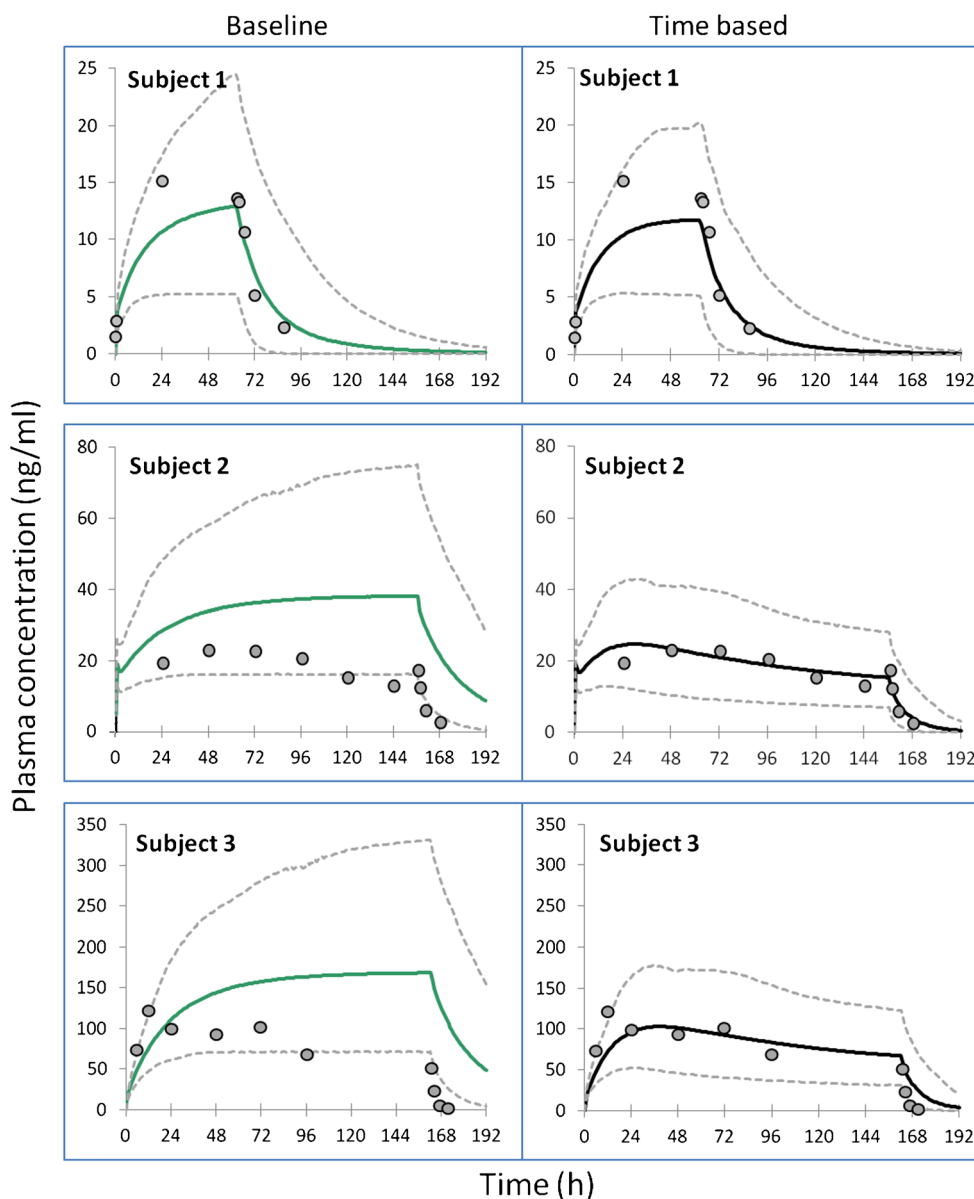 Baseline Time based
Subject 1 Subject 1
25 25
20 20
15 15
10 10
5 5
0 0
0 24 48 72 96 120 144 168 192 0 24 48 72 96 120 144 168 192
Plasma concentration (ng/ml)
Subject 2 Subject 2
80 80
60 60
40 40
20 20
0 0
0 24 48 72 96 120 144 168 192 0 24 48 72 96 120 144 168 192
Subject 3 Subject 3
350 350
300 300
250 250
200 200
150 150
100 100
50 50
0 0
0 24 48 72 96 120 144 168 192 0 24 48 72 96 120 144 168 192
Time (h)